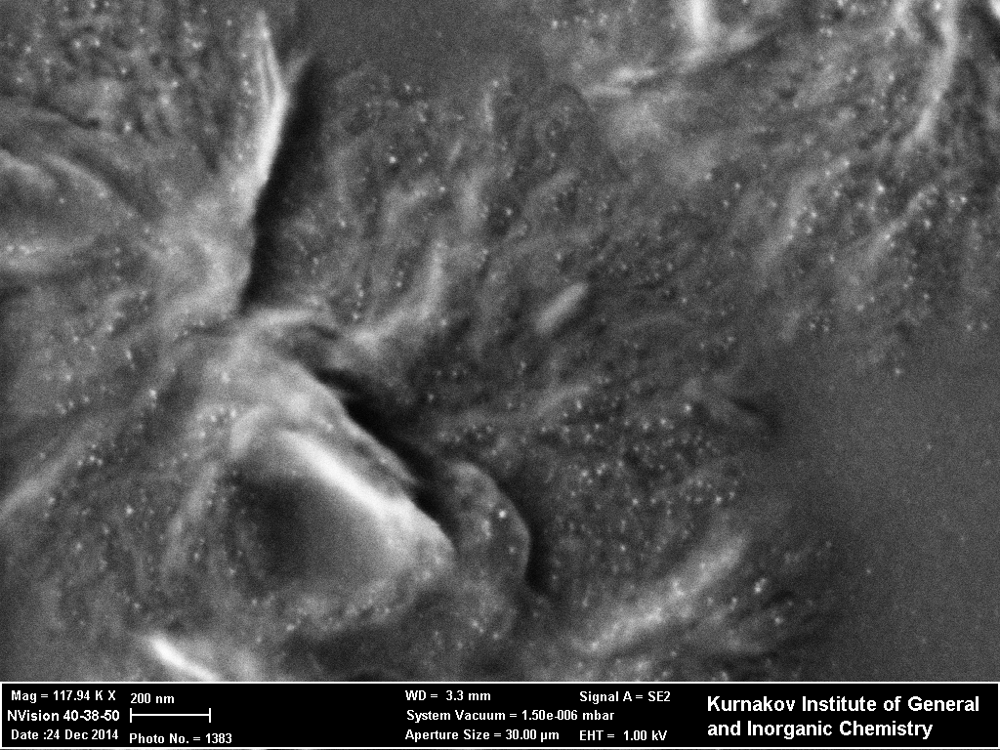 Mag = 117.94 K X
200 nm
WD = 3.3 mm
Signal A = SE2
NVision 40-38-50
System Vacuum = 1.50e-006 mbar
Date :24 Dec 2014
Photo No. = 1383
Aperture Size = 30.00 µm
EHT = 1.00 kV
Kurnakov Institute of General
and Inorganic Chemistry